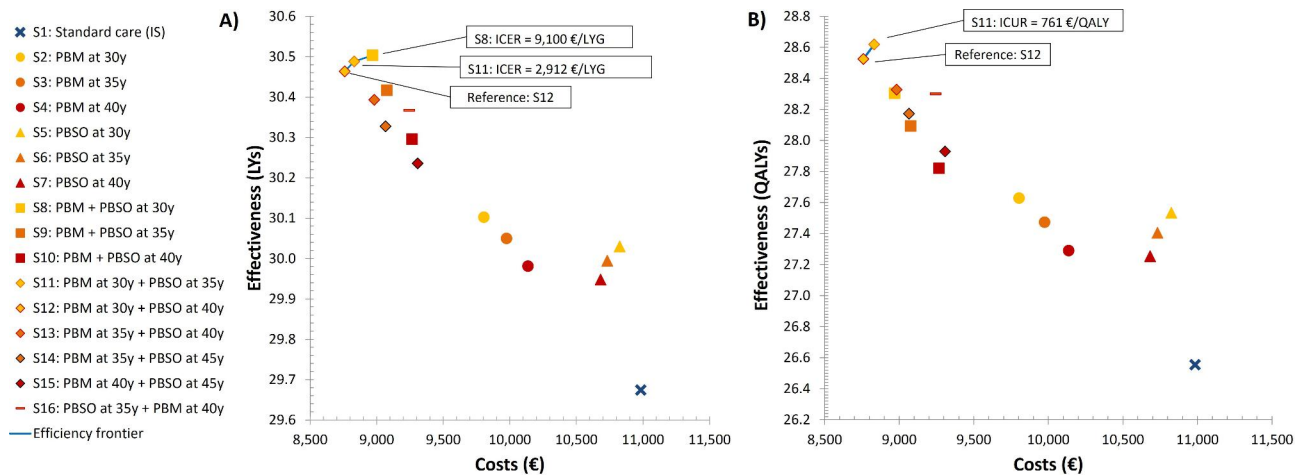 S1: Standard care (IS)
S2: PBM at 30y
S3: PBM at 35y
S4: PBM at 40y
S5: PBSO at 30y
S6: PBSO at 35y
S7: PBSO at 40y
S8: PBM + PBSO at 30y
S9: PBM + PBSO at 35y
S10: PBM + PBSO at 40y
S11: PBM at 30y + PBSO at 35y
S12: PBM at 30y + PBSO at 40y
S13: PBM at 35y + PBSO at 40y
S14: PBM at 35y + PBSO at 45y
S15: PBM at 40y + PBSO at 45y
S16: PBSO at 35y + PBM at 40y
Efficiency frontier
A)
Effectiveness (LYs)
30.6
30.5
30.4
30.3
30.2
30.1
30.0
29.9
29.8
29.7
29.6
S8: ICER = 9,100 €/LYG
S11: ICER = 2,912 €/LYG
Reference: S12
8,500 9,000 9,500 10,000 10,500 11,000 11,500
Costs (€)
B)
Effectiveness (QALYs)
28.8
28.6
28.4
28.2
28.0
27.8
27.6
27.4
27.2
27.0
26.8
26.6
26.4
26.2
S11: ICUR = 761 €/QALY
Reference: S12
8,500 9,000 9,500 10,000 10,500 11,000 11,500
Costs (€)